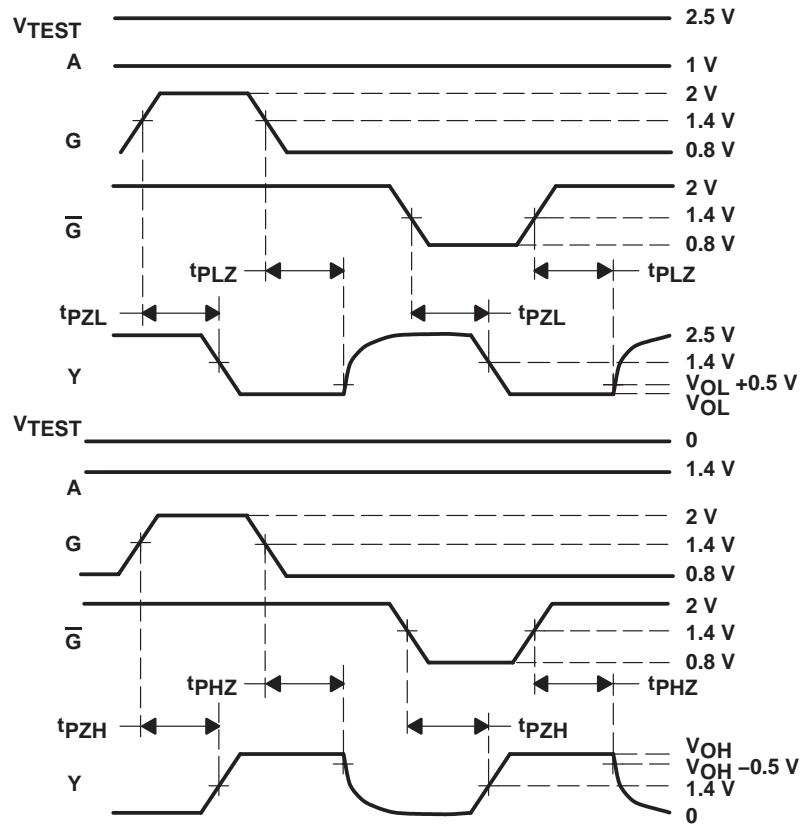 VTEST 2.5 V
A 1 V
2 V
1.4 V
G 0.8 V
2 V
G 1.4 V
0.8 V
tPLZ tPLZ
tPZL tPZL
2.5 V
1.4 V
Y VOL +0.5 V
VOL
VTEST 0
A 1.4 V
2 V
G 1.4 V
0.8 V
2 V
G 1.4 V
0.8 V
tPHZ tPHZ
tPZH tPZH
VOH
VOH −0.5 V
Y 1.4 V
0